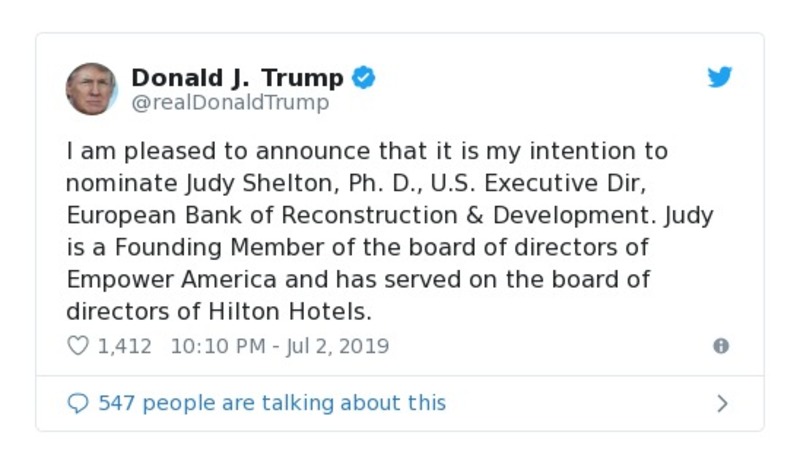 Donald J. Trump
@realDonaldTrump
I am pleased to announce that it is my intention to
nominate Judy Shelton, Ph. D., U.S. Executive Dir,
European Bank of Reconstruction & Development. Judy
is a Founding Member of the board of directors of
Empower America and has served on the board of
directors of Hilton Hotels.
1,412 10:10 PM - Jul 2, 2019
547 people are talking about this